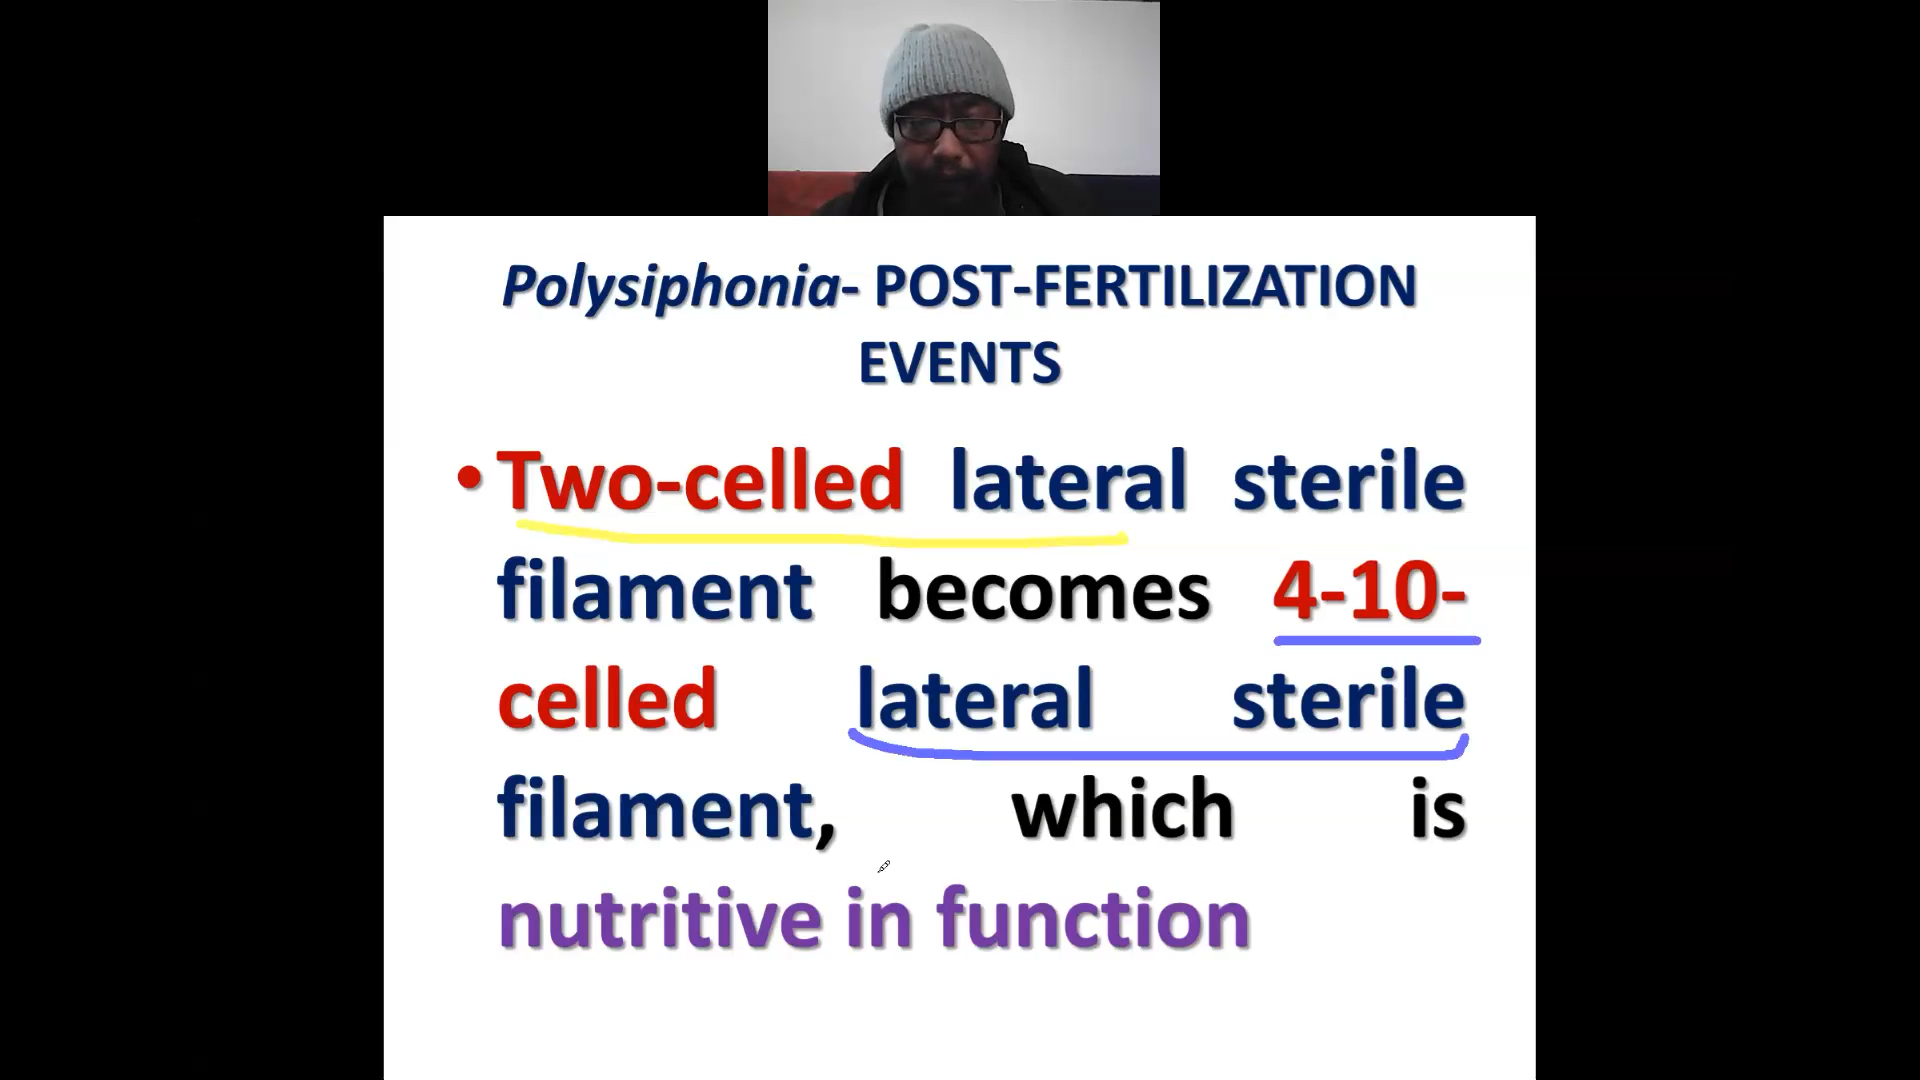 Polysiphonia- POST-FERTILIZATION
EVENTS
• Two-celled lateral sterile
filament becomes 4-10-
celled lateral sterile
filament, which is
nutritive in function